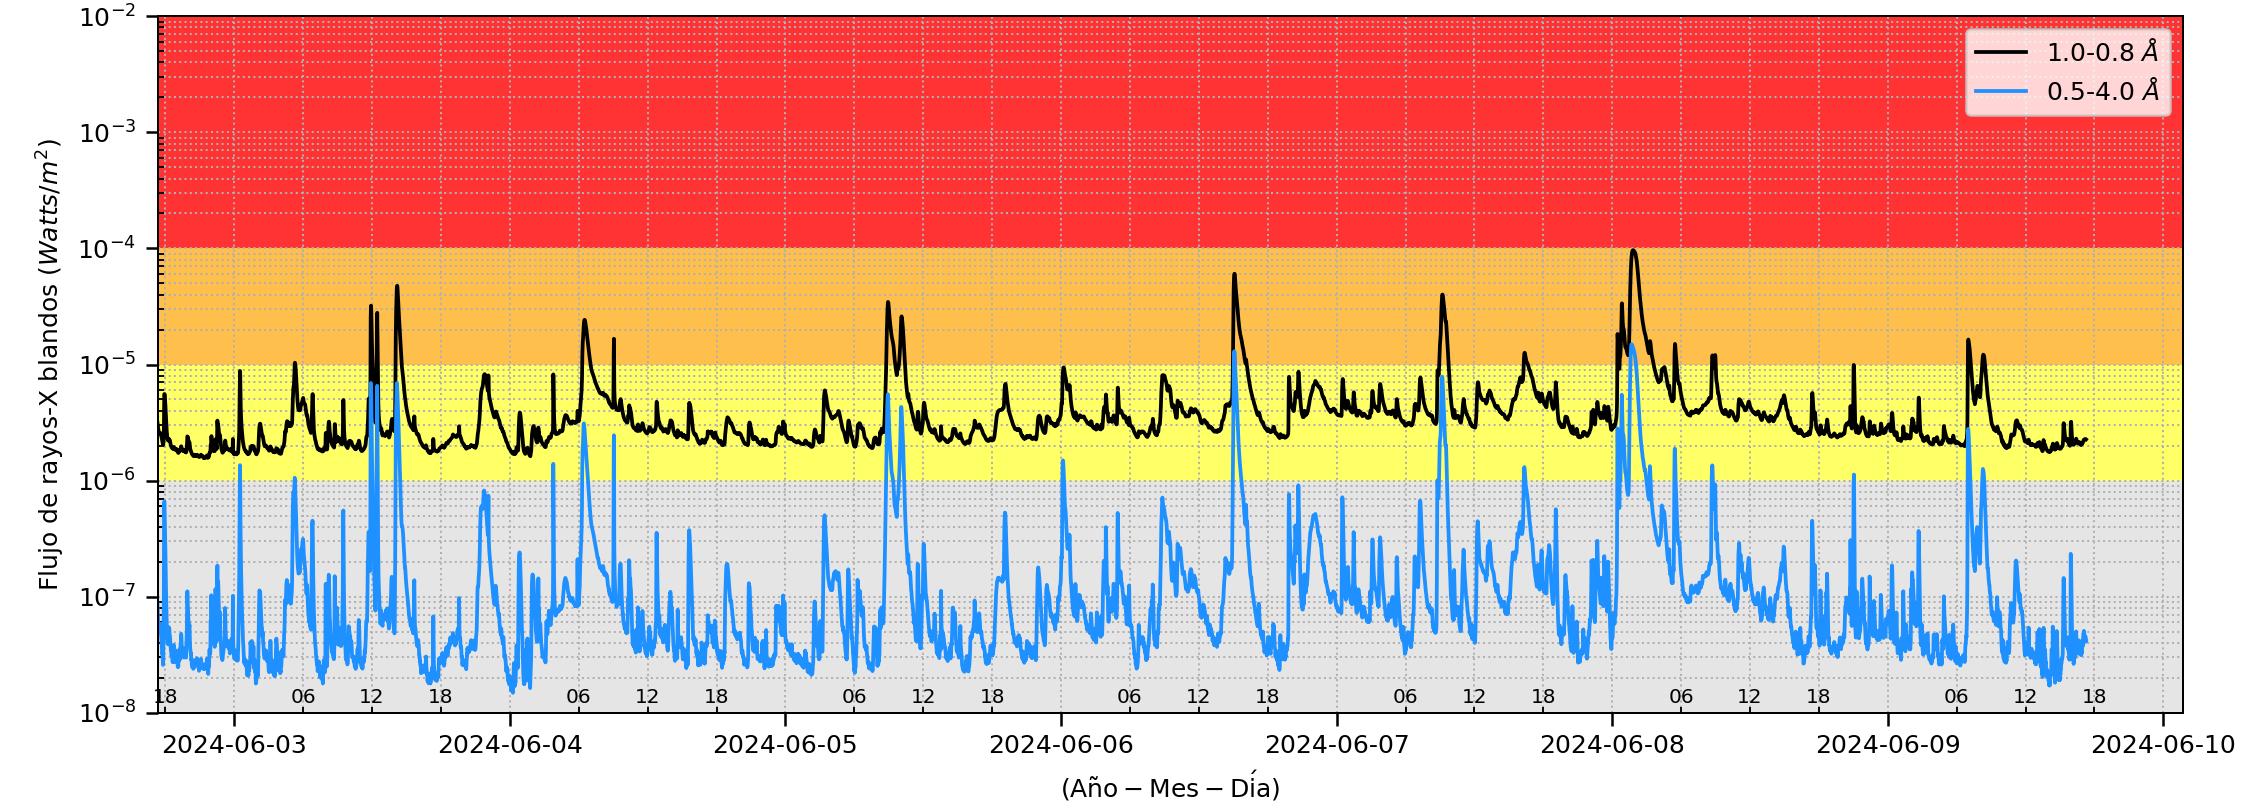 Flujo de rayos-X blandos (Watts/m²)
10⁻²
10⁻³
10⁻⁴
10⁻⁵
10⁻⁶
10⁻⁷
10⁻⁸
1.0-0.8 Å
0.5-4.0 Å
18 06 12 18 06 12 18 06 12 18 06 12 18 06 12 18 06 12 18 06 12 18
2024-06-03 2024-06-04 2024-06-05 2024-06-06 2024-06-07 2024-06-08 2024-06-09 2024-06-10
(Año − Mes − Día)